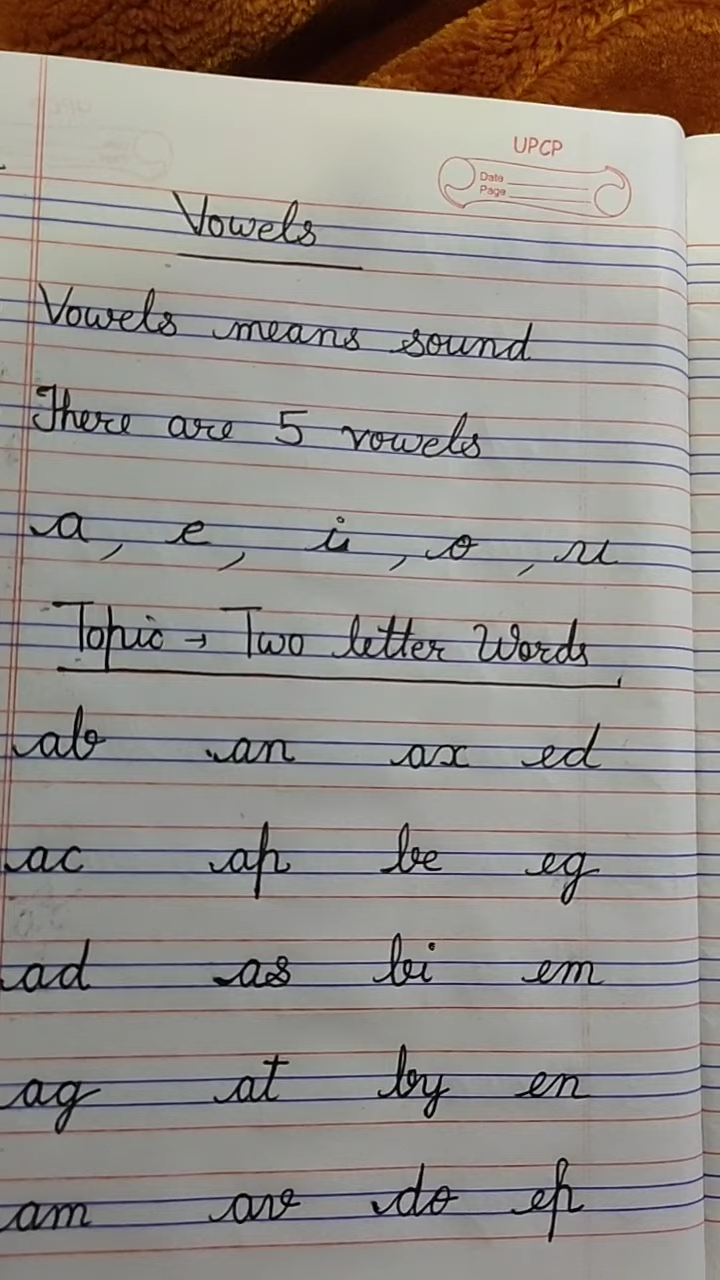 UPCP
Date
Page
Vowels
Vowels means sound
There are 5 vowels
a, e, i, o, u
Topic → Two letter Words
ab an ax ed
ac ap be eg
ad as bi em
ag at by en
am av do ep